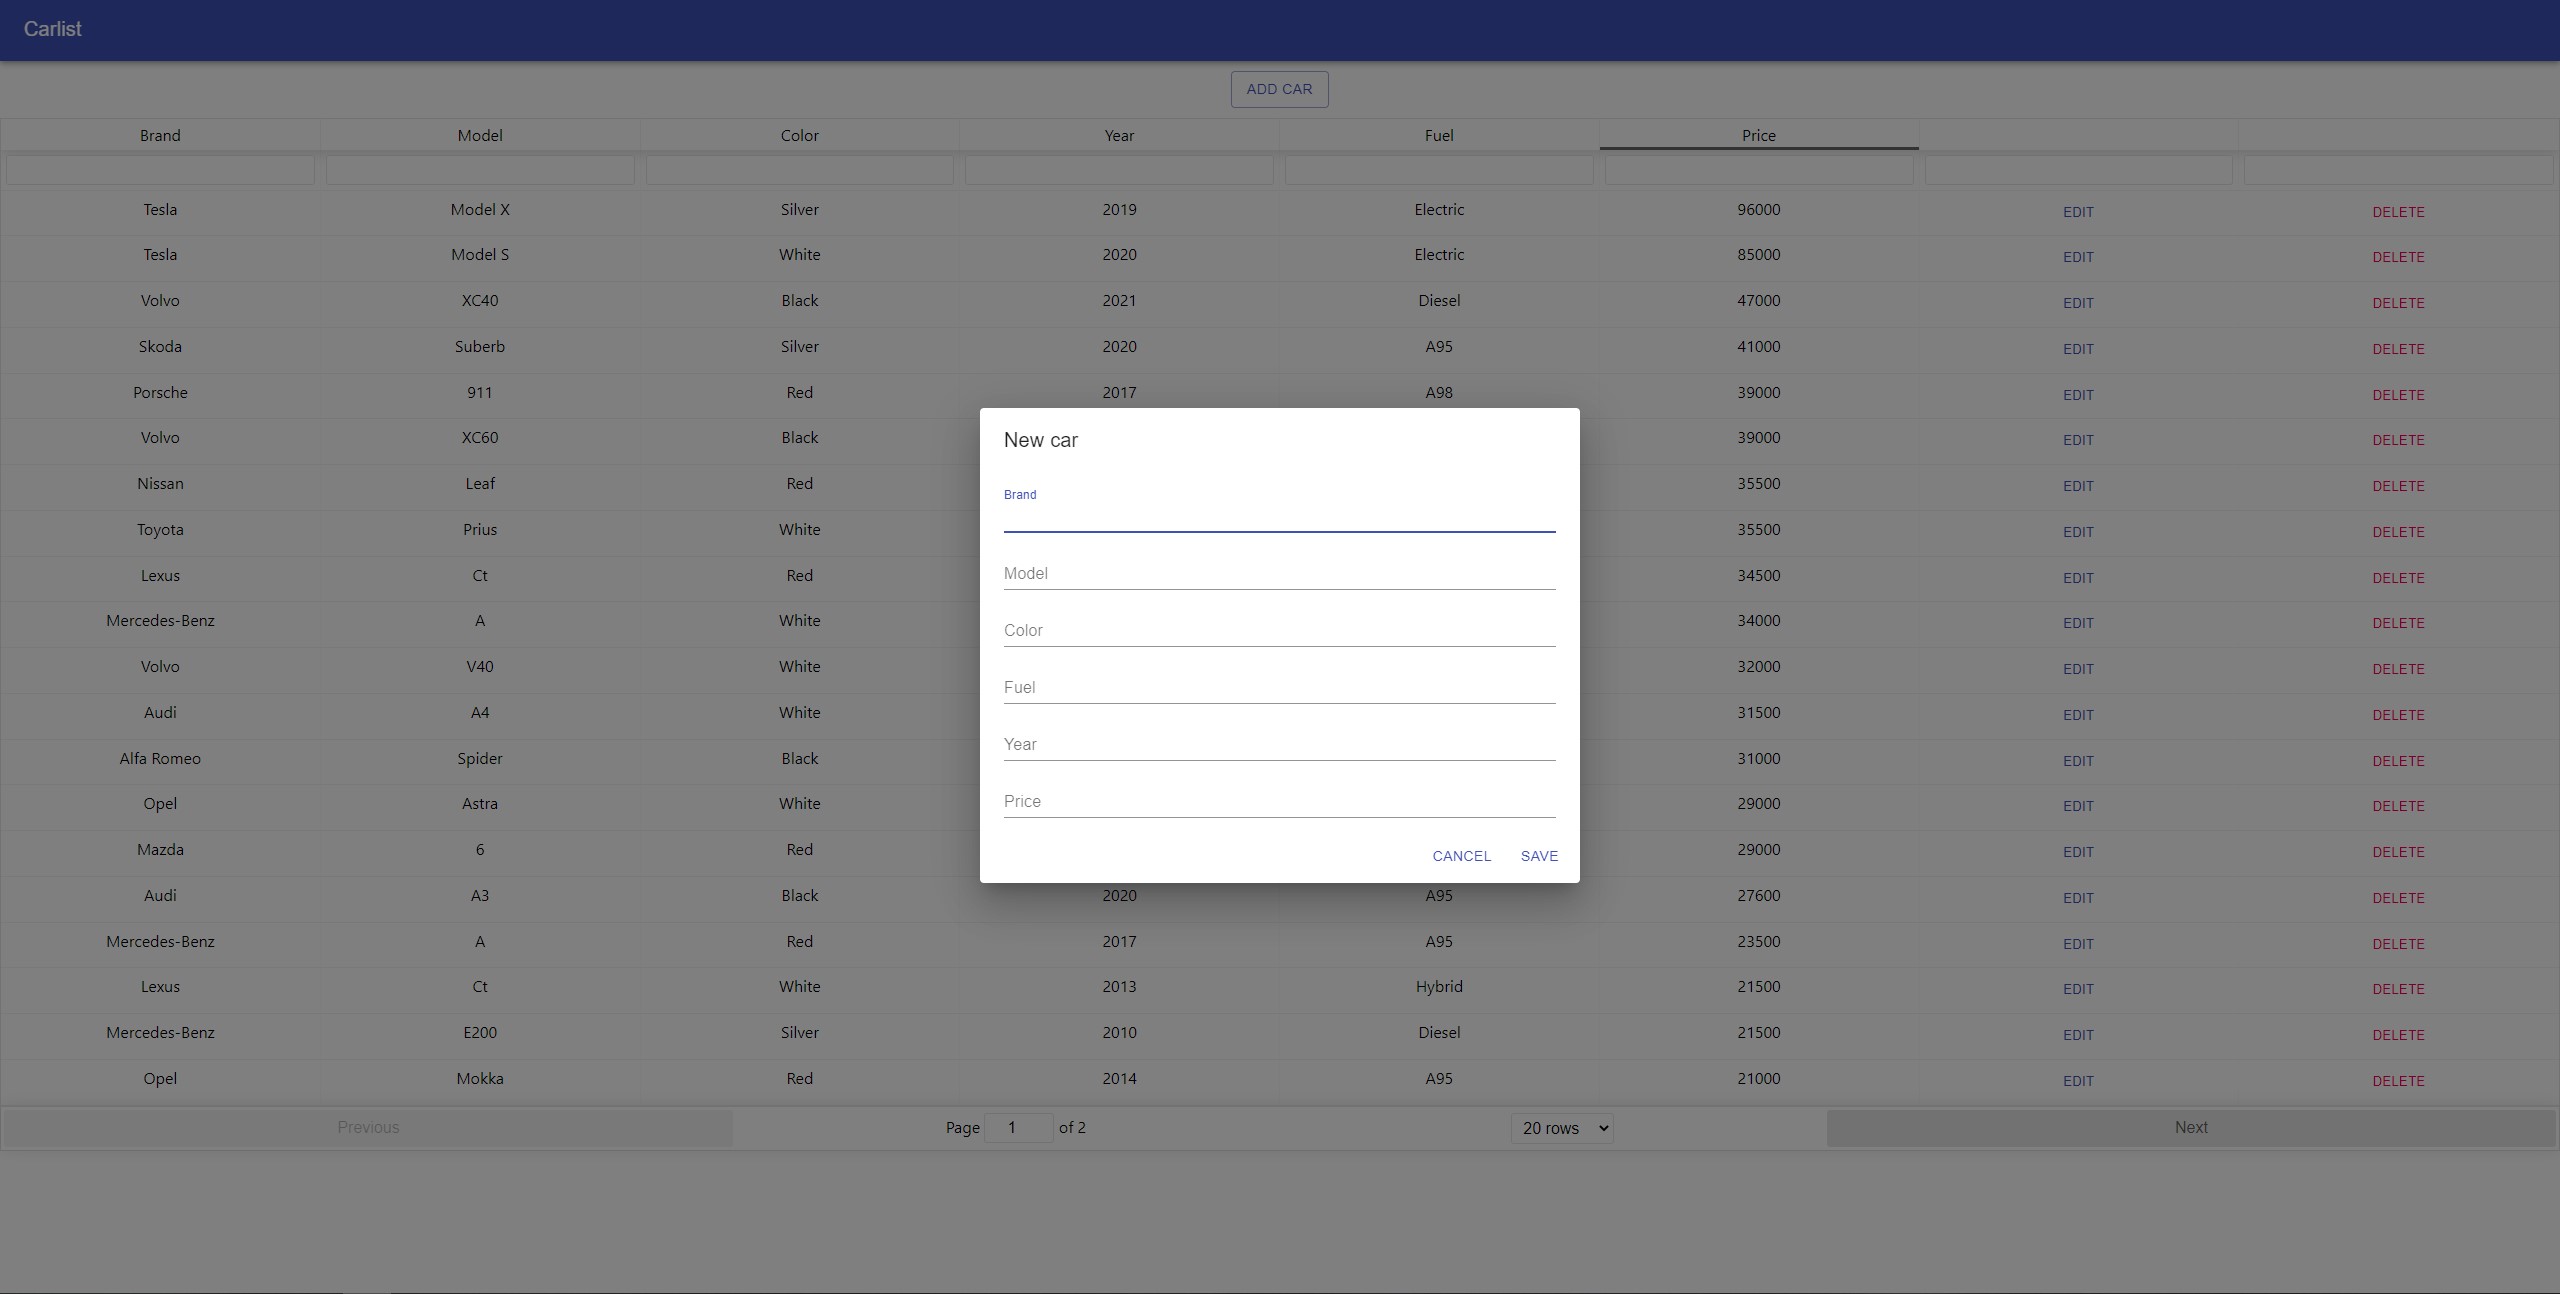 Carlist
ADD CAR
Brand Model Color Year Fuel Price
Tesla Model X Silver 2019 Electric 96000 EDIT DELETE
Tesla Model S White 2020 Electric 85000 EDIT DELETE
Volvo XC40 Black 2021 Diesel 47000 EDIT DELETE
Skoda Suberb Silver 2020 A95 41000 EDIT DELETE
Porsche 911 Red 2017 A98 39000 EDIT DELETE
Volvo XC60 Black 39000 EDIT DELETE
Nissan Leaf Red 35500 EDIT DELETE
Toyota Prius White 35500 EDIT DELETE
Lexus Ct Red 34500 EDIT DELETE
Mercedes-Benz A White 34000 EDIT DELETE
Volvo V40 White 32000 EDIT DELETE
Audi A4 White 31500 EDIT DELETE
Alfa Romeo Spider Black 31000 EDIT DELETE
Opel Astra White 29000 EDIT DELETE
Mazda 6 Red 29000 EDIT DELETE
Audi A3 Black 2020 A95 27600 EDIT DELETE
Mercedes-Benz A Red 2017 A95 23500 EDIT DELETE
Lexus Ct White 2013 Hybrid 21500 EDIT DELETE
Mercedes-Benz E200 Silver 2010 Diesel 21500 EDIT DELETE
Opel Mokka Red 2014 A95 21000 EDIT DELETE
Previous Page 1 of 2 20 rows Next
New car
Brand
Model
Color
Fuel
Year
Price
CANCEL SAVE